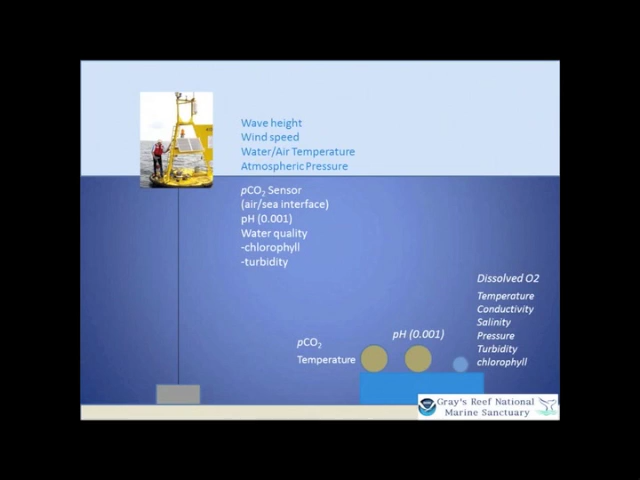 Wave height
Wind speed
Water/Air Temperature
Atmospheric Pressure
pCO₂ Sensor
(air/sea interface)
pH (0.001)
Water quality
-chlorophyll
-turbidity
pCO₂
Temperature
pH (0.001)
Dissolved O2
Temperature
Conductivity
Salinity
Pressure
Turbidity
chlorophyll
Gray's Reef National
Marine Sanctuary